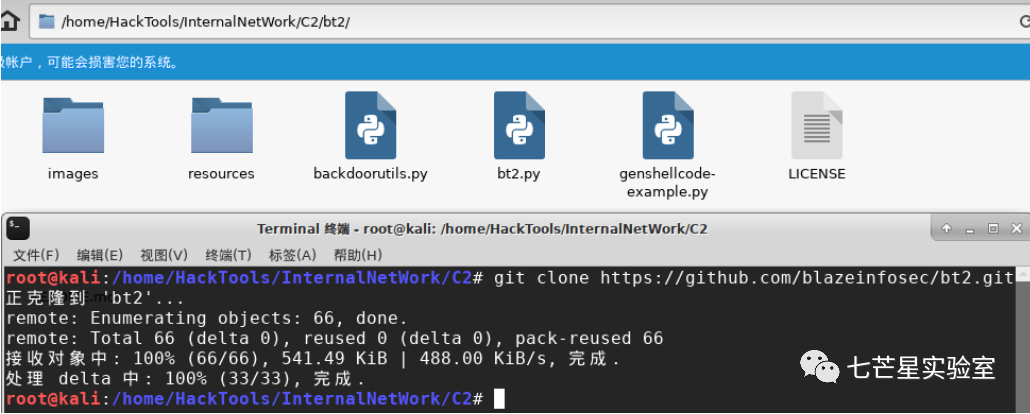 /home/HackTools/InternalNetWork/C2/bt2/
帐户，可能会损害您的系统。
images
resources
backdoorutils.py
bt2.py
genshellcode-
example.py
LICENSE
Terminal 终端 - root@kali: /home/HackTools/InternalNetWork/C2
文件(F) 编辑(E) 视图(V) 终端(T) 标签(A) 帮助(H)
root@kali:/home/HackTools/InternalNetWork/C2# git clone https://github.com/blazeinfosec/bt2.git
正克隆到 'bt2'...
remote: Enumerating objects: 66, done.
remote: Total 66 (delta 0), reused 0 (delta 0), pack-reused 66
接收对象中: 100% (66/66), 541.49 KiB | 488.00 KiB/s, 完成.
处理 delta 中: 100% (33/33), 完成.
root@kali:/home/HackTools/InternalNetWork/C2#
七芒星实验室